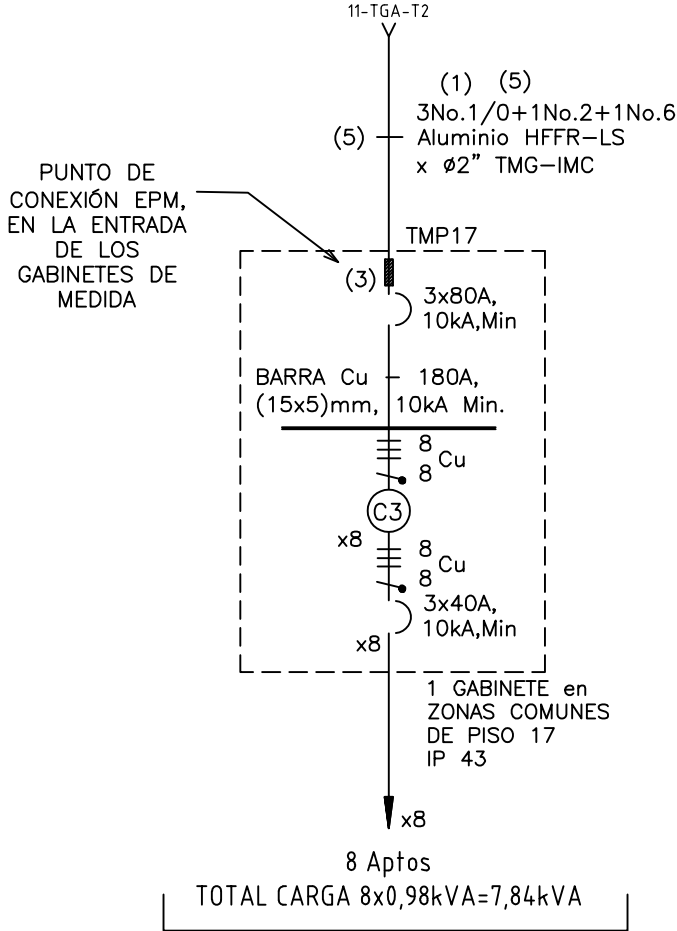 11-TGA-T2
(1) (5)
3No.1/0+1No.2+1No.6
(5) Aluminio HFFR-LS
x Ø2" TMG-IMC
PUNTO DE
CONEXIÓN EPM,
EN LA ENTRADA
DE LOS
GABINETES DE
MEDIDA
TMP17
(3)
3x80A,
10kA,Min
BARRA Cu 180A,
(15x5)mm, 10kA Min.
8
8 Cu
C3
x8
8
8 Cu
3x40A,
10kA,Min
x8
1 GABINETE en
ZONAS COMUNES
DE PISO 17
IP 43
x8
8 Aptos
TOTAL CARGA 8x0,98kVA=7,84kVA